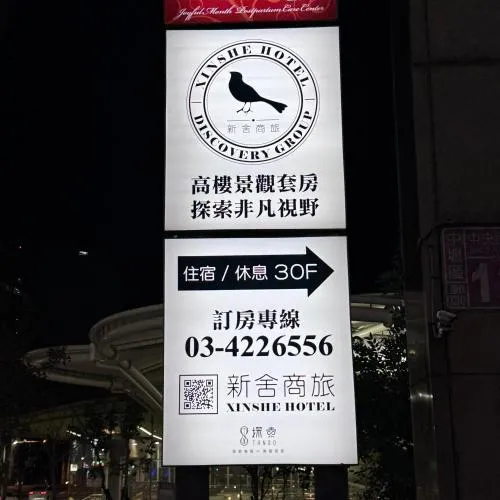 Joyful Month Postpartum Care Center
XINSHE HOTEL
新舍商旅
DISCOVERY GROUP
高樓景觀套房
探索非凡視野
住宿 / 休息 30F
訂房專線
03-4226556
新舍商旅
XINSHE HOTEL
探索
TANSO